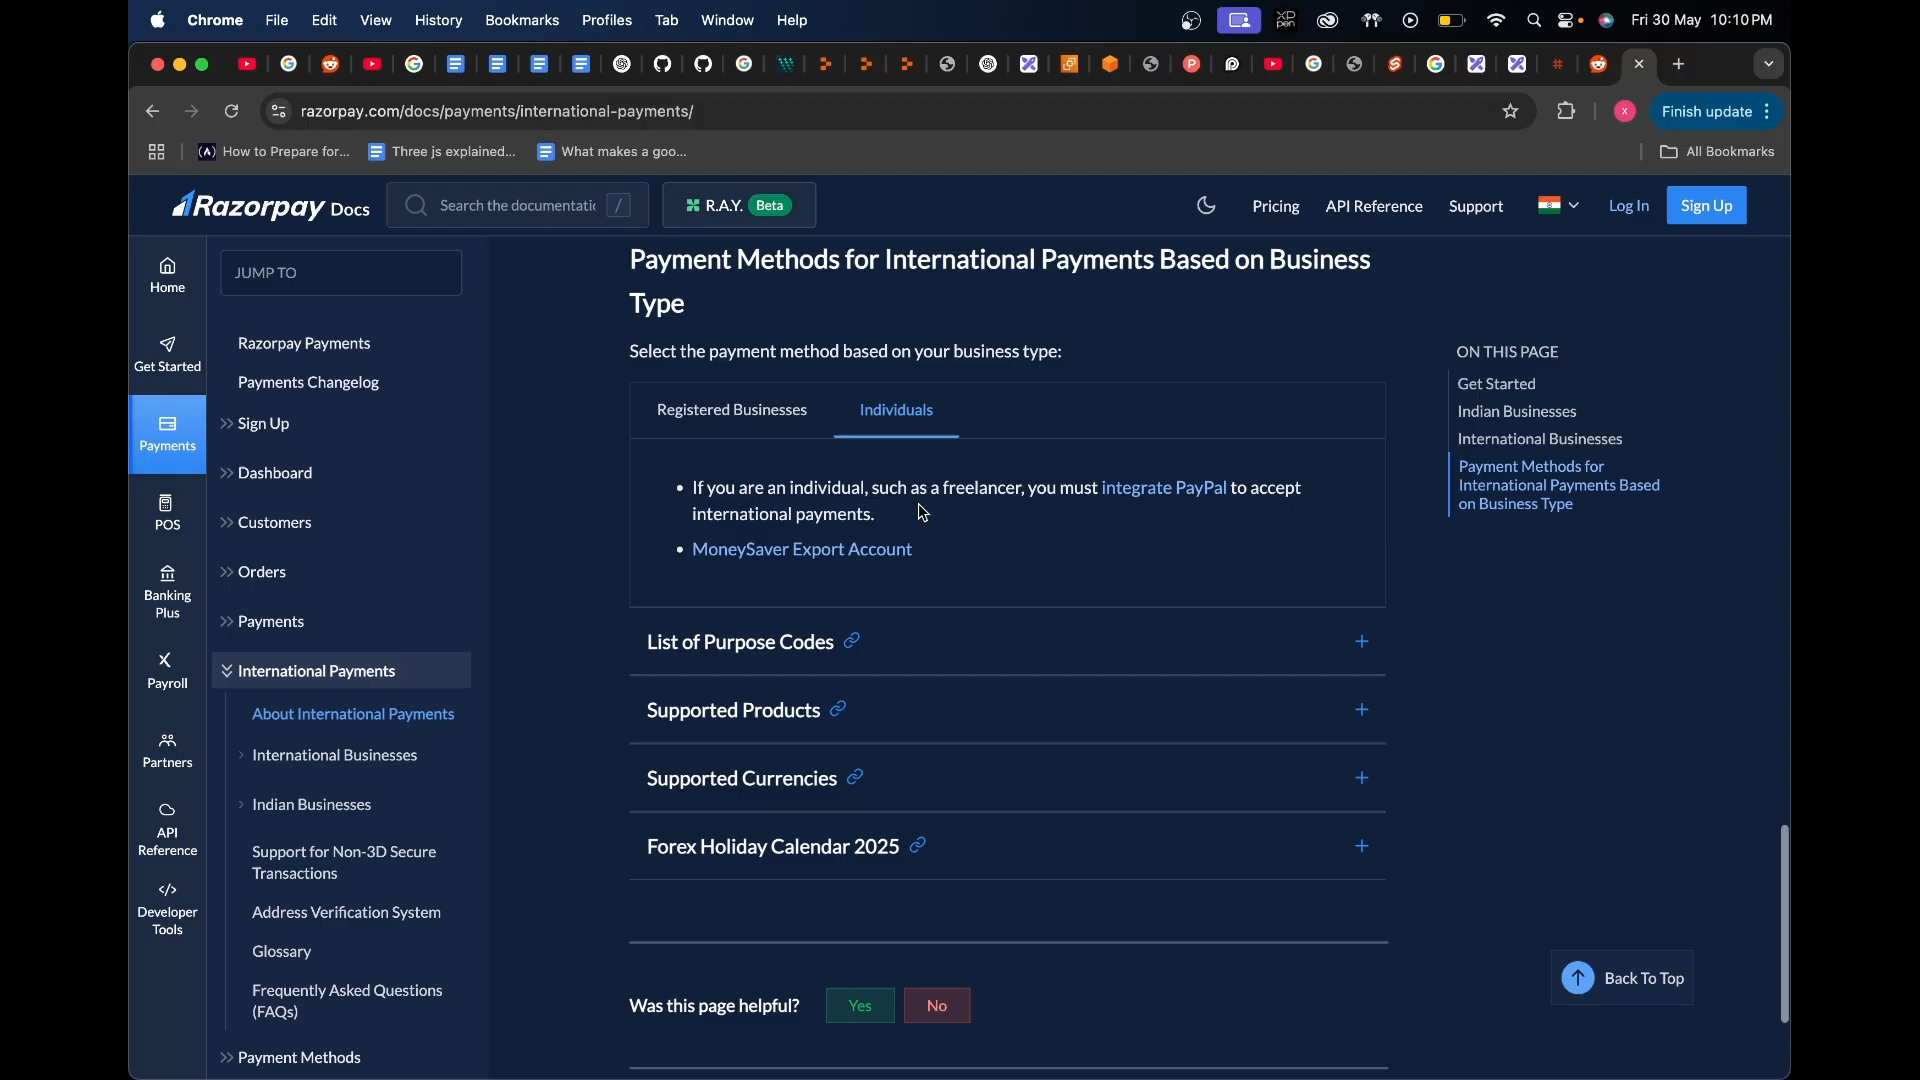 Chrome File Edit View History Bookmarks Profiles Tab Window Help
XD pen
Fri 30 May 10:10 PM
razorpay.com/docs/payments/international-payments/
x
Finish update
How to Prepare for...
Three js explained...
What makes a goo...
All Bookmarks
Razorpay Docs
Search the documentatic
/
R.A.Y. Beta
Pricing
API Reference
Support
Log In
Sign Up
Home
Get Started
Payments
POS
Banking
Plus
Payroll
Partners
API
Reference
Developer
Tools
JUMP TO
Razorpay Payments
Payments Changelog
Sign Up
Dashboard
Customers
Orders
Payments
International Payments
About International Payments
International Businesses
Indian Businesses
Support for Non-3D Secure
Transactions
Address Verification System
Glossary
Frequently Asked Questions
(FAQs)
Payment Methods
Payment Methods for International Payments Based on Business
Type
Select the payment method based on your business type:
Registered Businesses
Individuals
• If you are an individual, such as a freelancer, you must integrate PayPal to accept
international payments.
• MoneySaver Export Account
List of Purpose Codes
Supported Products
Supported Currencies
Forex Holiday Calendar 2025
Was this page helpful?
Yes
No
ON THIS PAGE
Get Started
Indian Businesses
International Businesses
Payment Methods for
International Payments Based
on Business Type
Back To Top